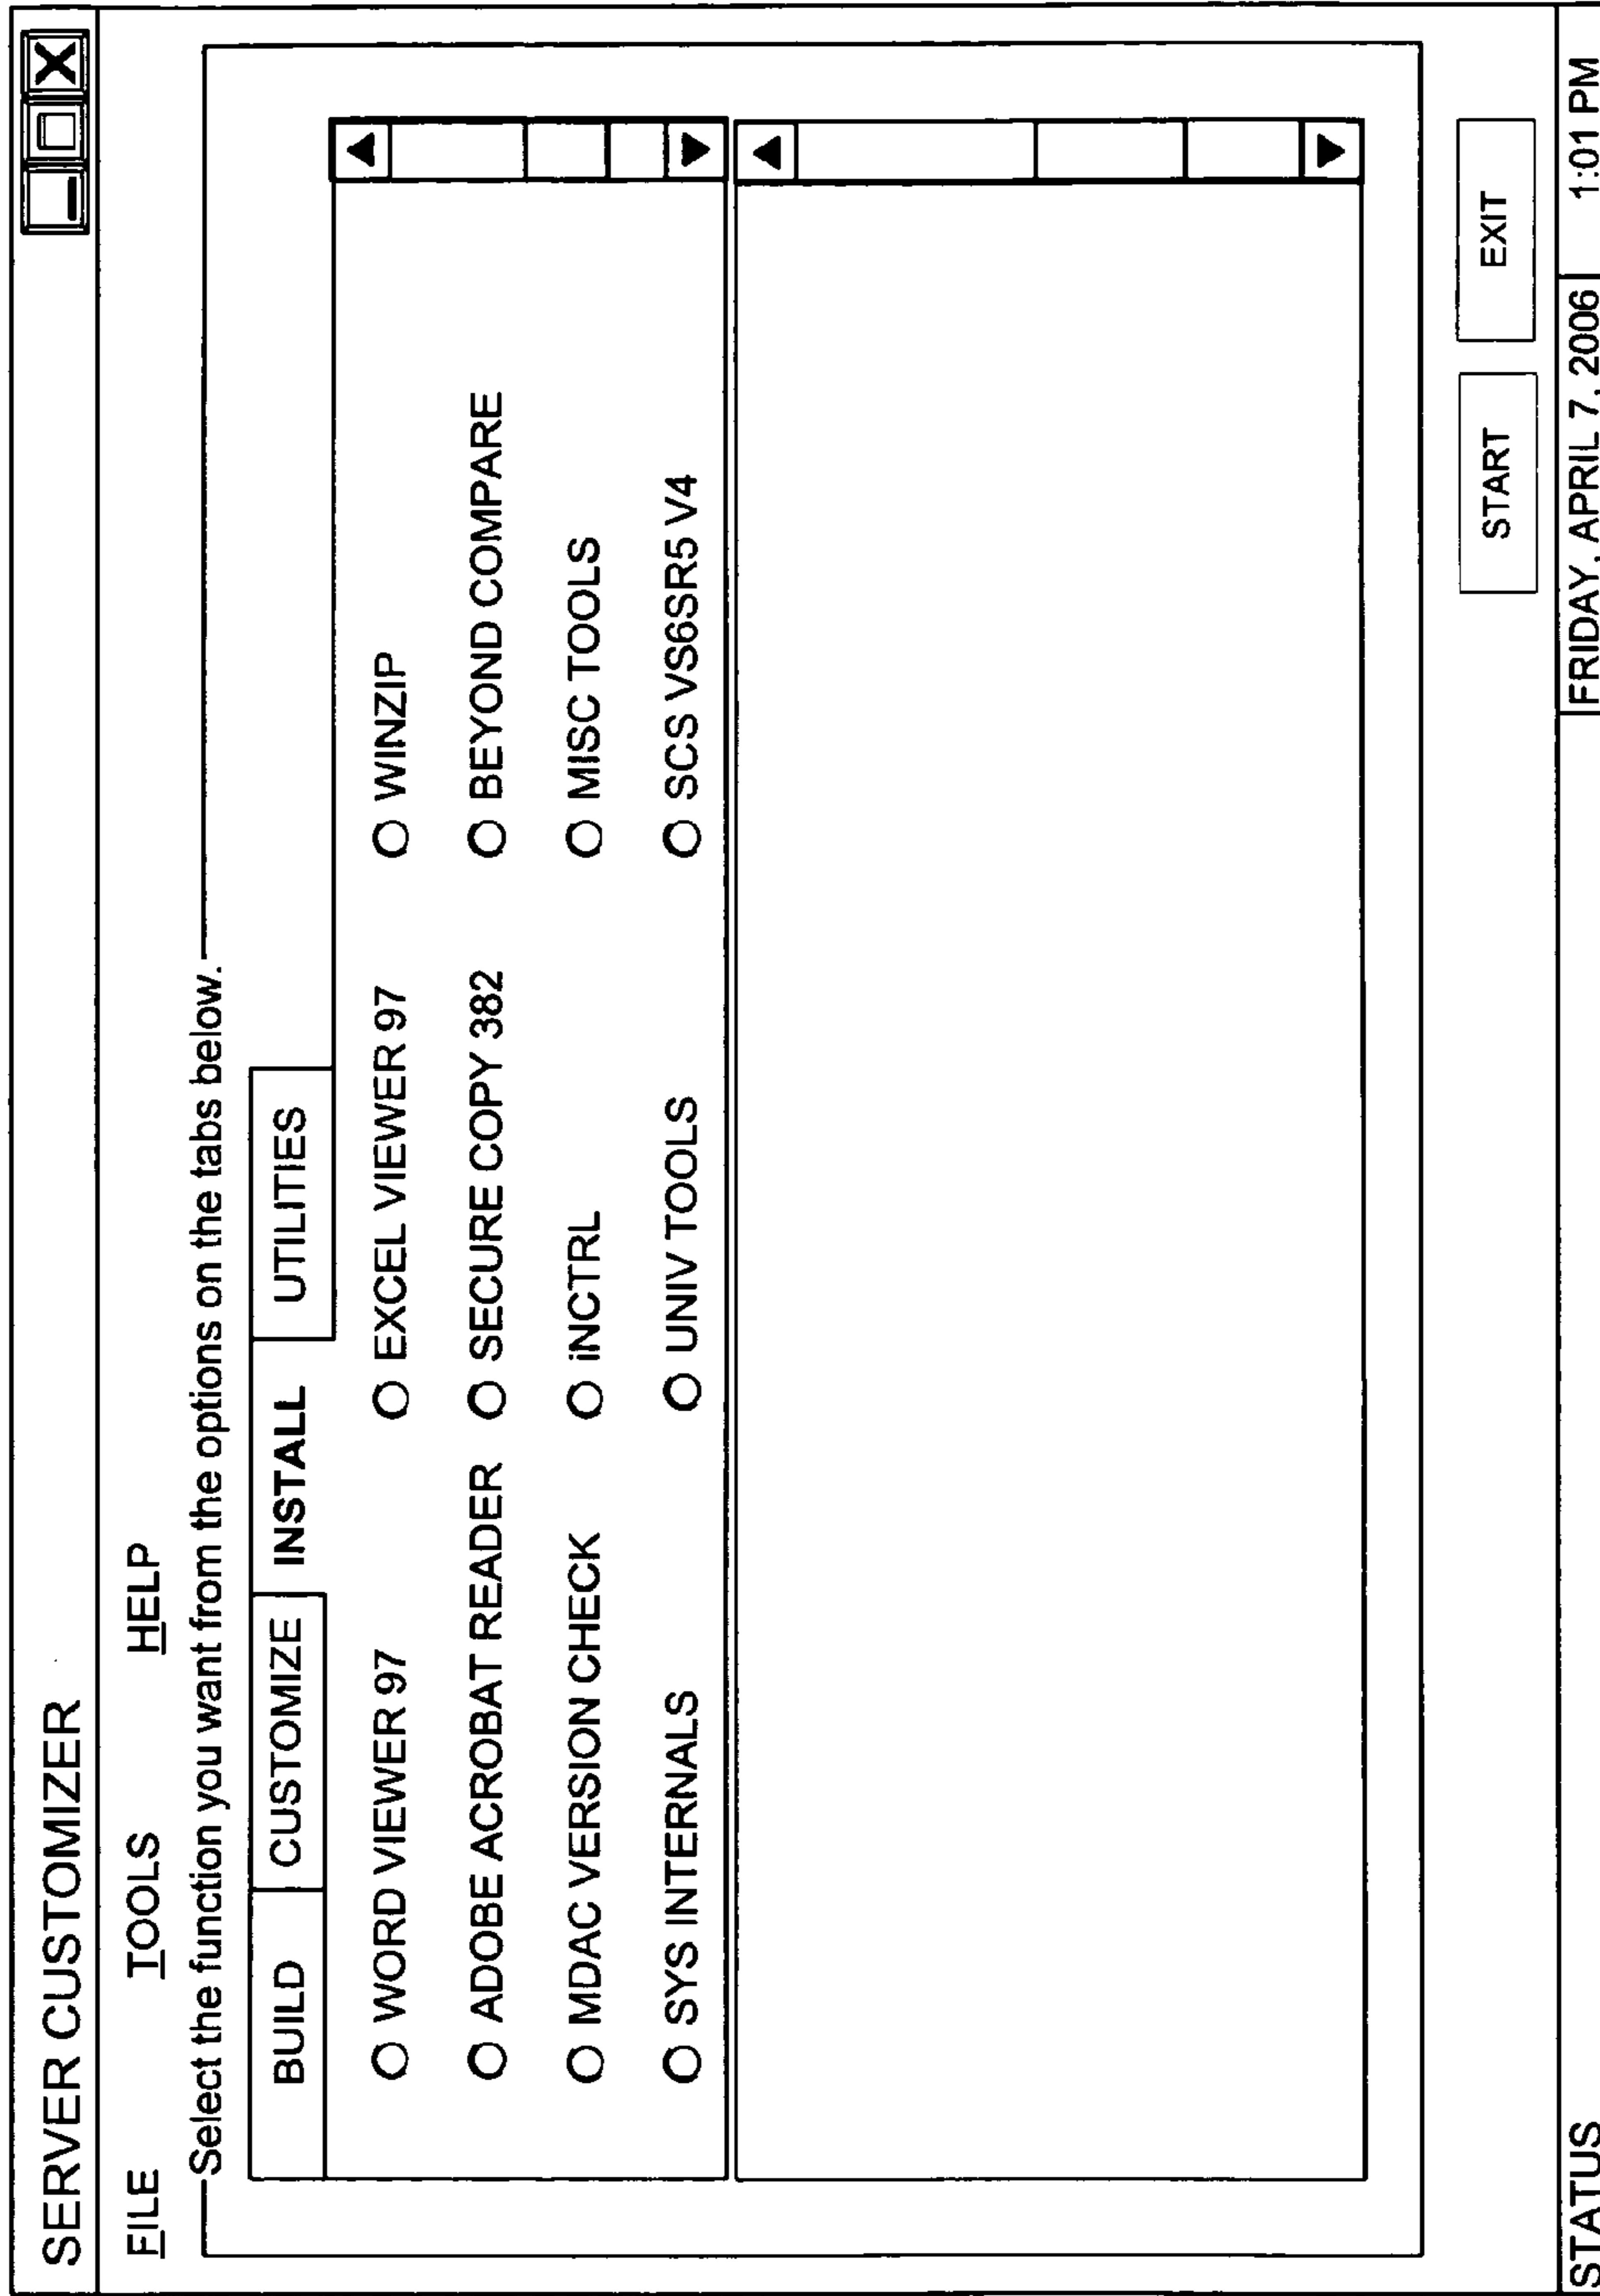 SERVER CUSTOMIZER
FILE TOOLS HELP
Select the function you want from the options on the tabs below.
BUILD CUSTOMIZE INSTALL UTILITIES
WORD VIEWER 97 EXCEL VIEWER 97 WINZIP
ADOBE ACROBAT READER SECURE COPY 382 BEYOND COMPARE
MDAC VERSION CHECK iNCTRL MISC TOOLS
SYS INTERNALS UNIV TOOLS SCS VS6SR5 V4
START EXIT
STATUS FRIDAY, APRIL 7, 2006 1:01 PM